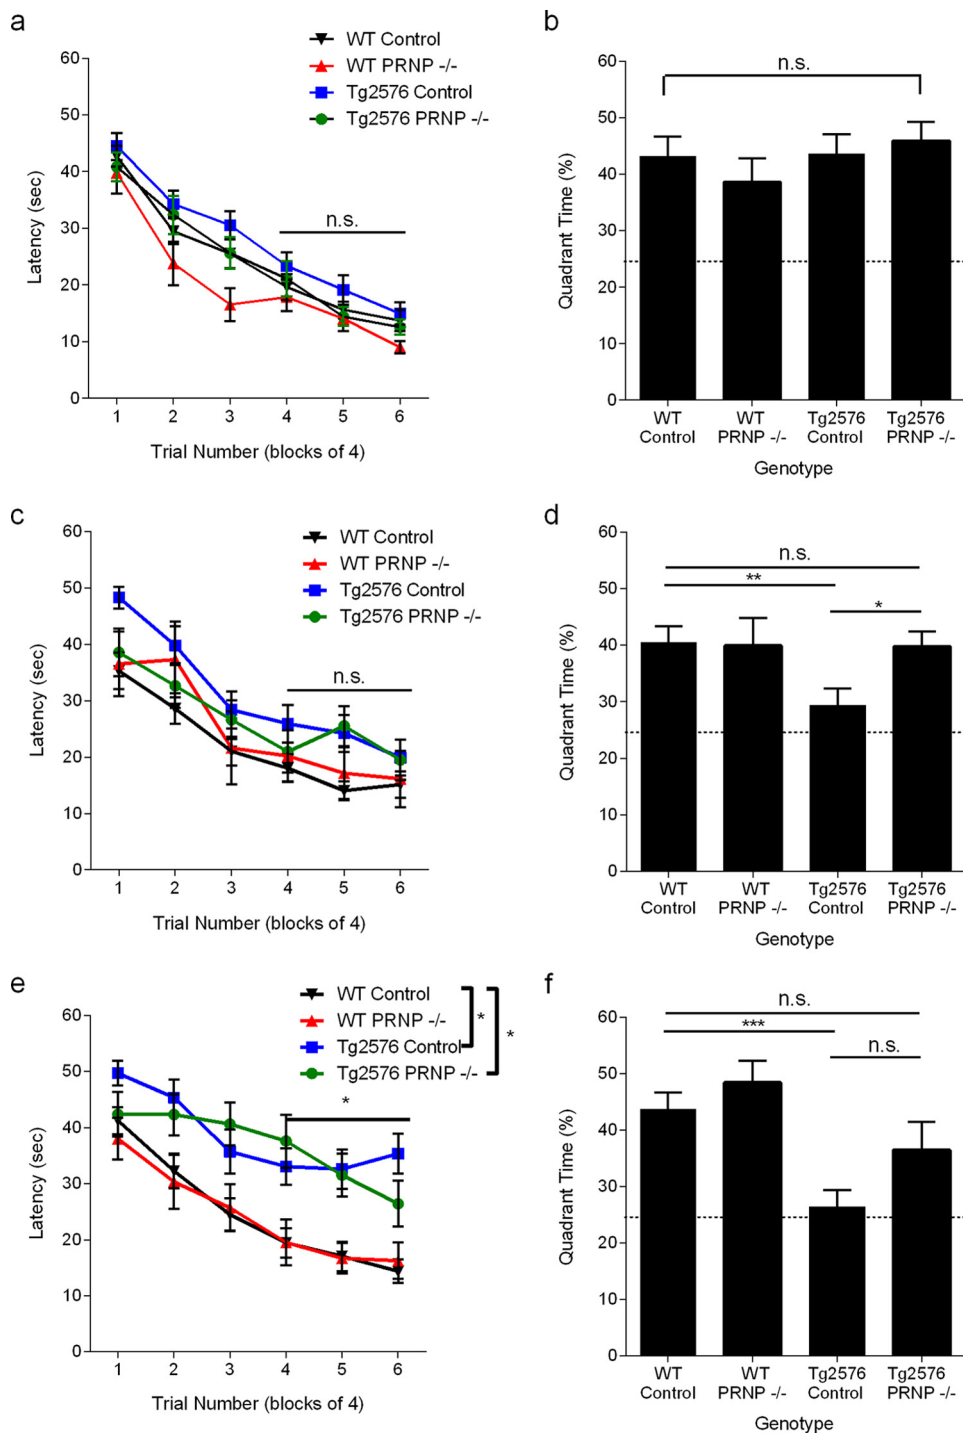 a
WT Control
WT PRNP -/-
Tg2576 Control
Tg2576 PRNP -/-
60
50
40
30
20
10
0
n.s.
Latency (sec)
1 2 3 4 5 6
Trial Number (blocks of 4)
b
60
50
40
30
20
10
0
n.s.
Quadrant Time (%)
WT Control
WT PRNP -/-
Tg2576 Control
Tg2576 PRNP -/-
Genotype
c
WT Control
WT PRNP -/-
Tg2576 Control
Tg2576 PRNP -/-
60
50
40
30
20
10
0
n.s.
Latency (sec)
1 2 3 4 5 6
Trial Number (blocks of 4)
d
60
50
40
30
20
10
0
n.s.
**
*
Quadrant Time (%)
WT Control
WT PRNP -/-
Tg2576 Control
Tg2576 PRNP -/-
Genotype
e
WT Control
WT PRNP -/-
Tg2576 Control
Tg2576 PRNP -/-
*
*
60
50
40
30
20
10
0
*
Latency (sec)
1 2 3 4 5 6
Trial Number (blocks of 4)
f
60
50
40
30
20
10
0
n.s.
***
n.s.
Quadrant Time (%)
WT Control
WT PRNP -/-
Tg2576 Control
Tg2576 PRNP -/-
Genotype